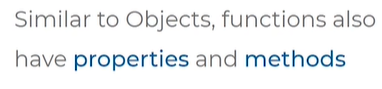 Similar to Objects, functions also
have properties and methods